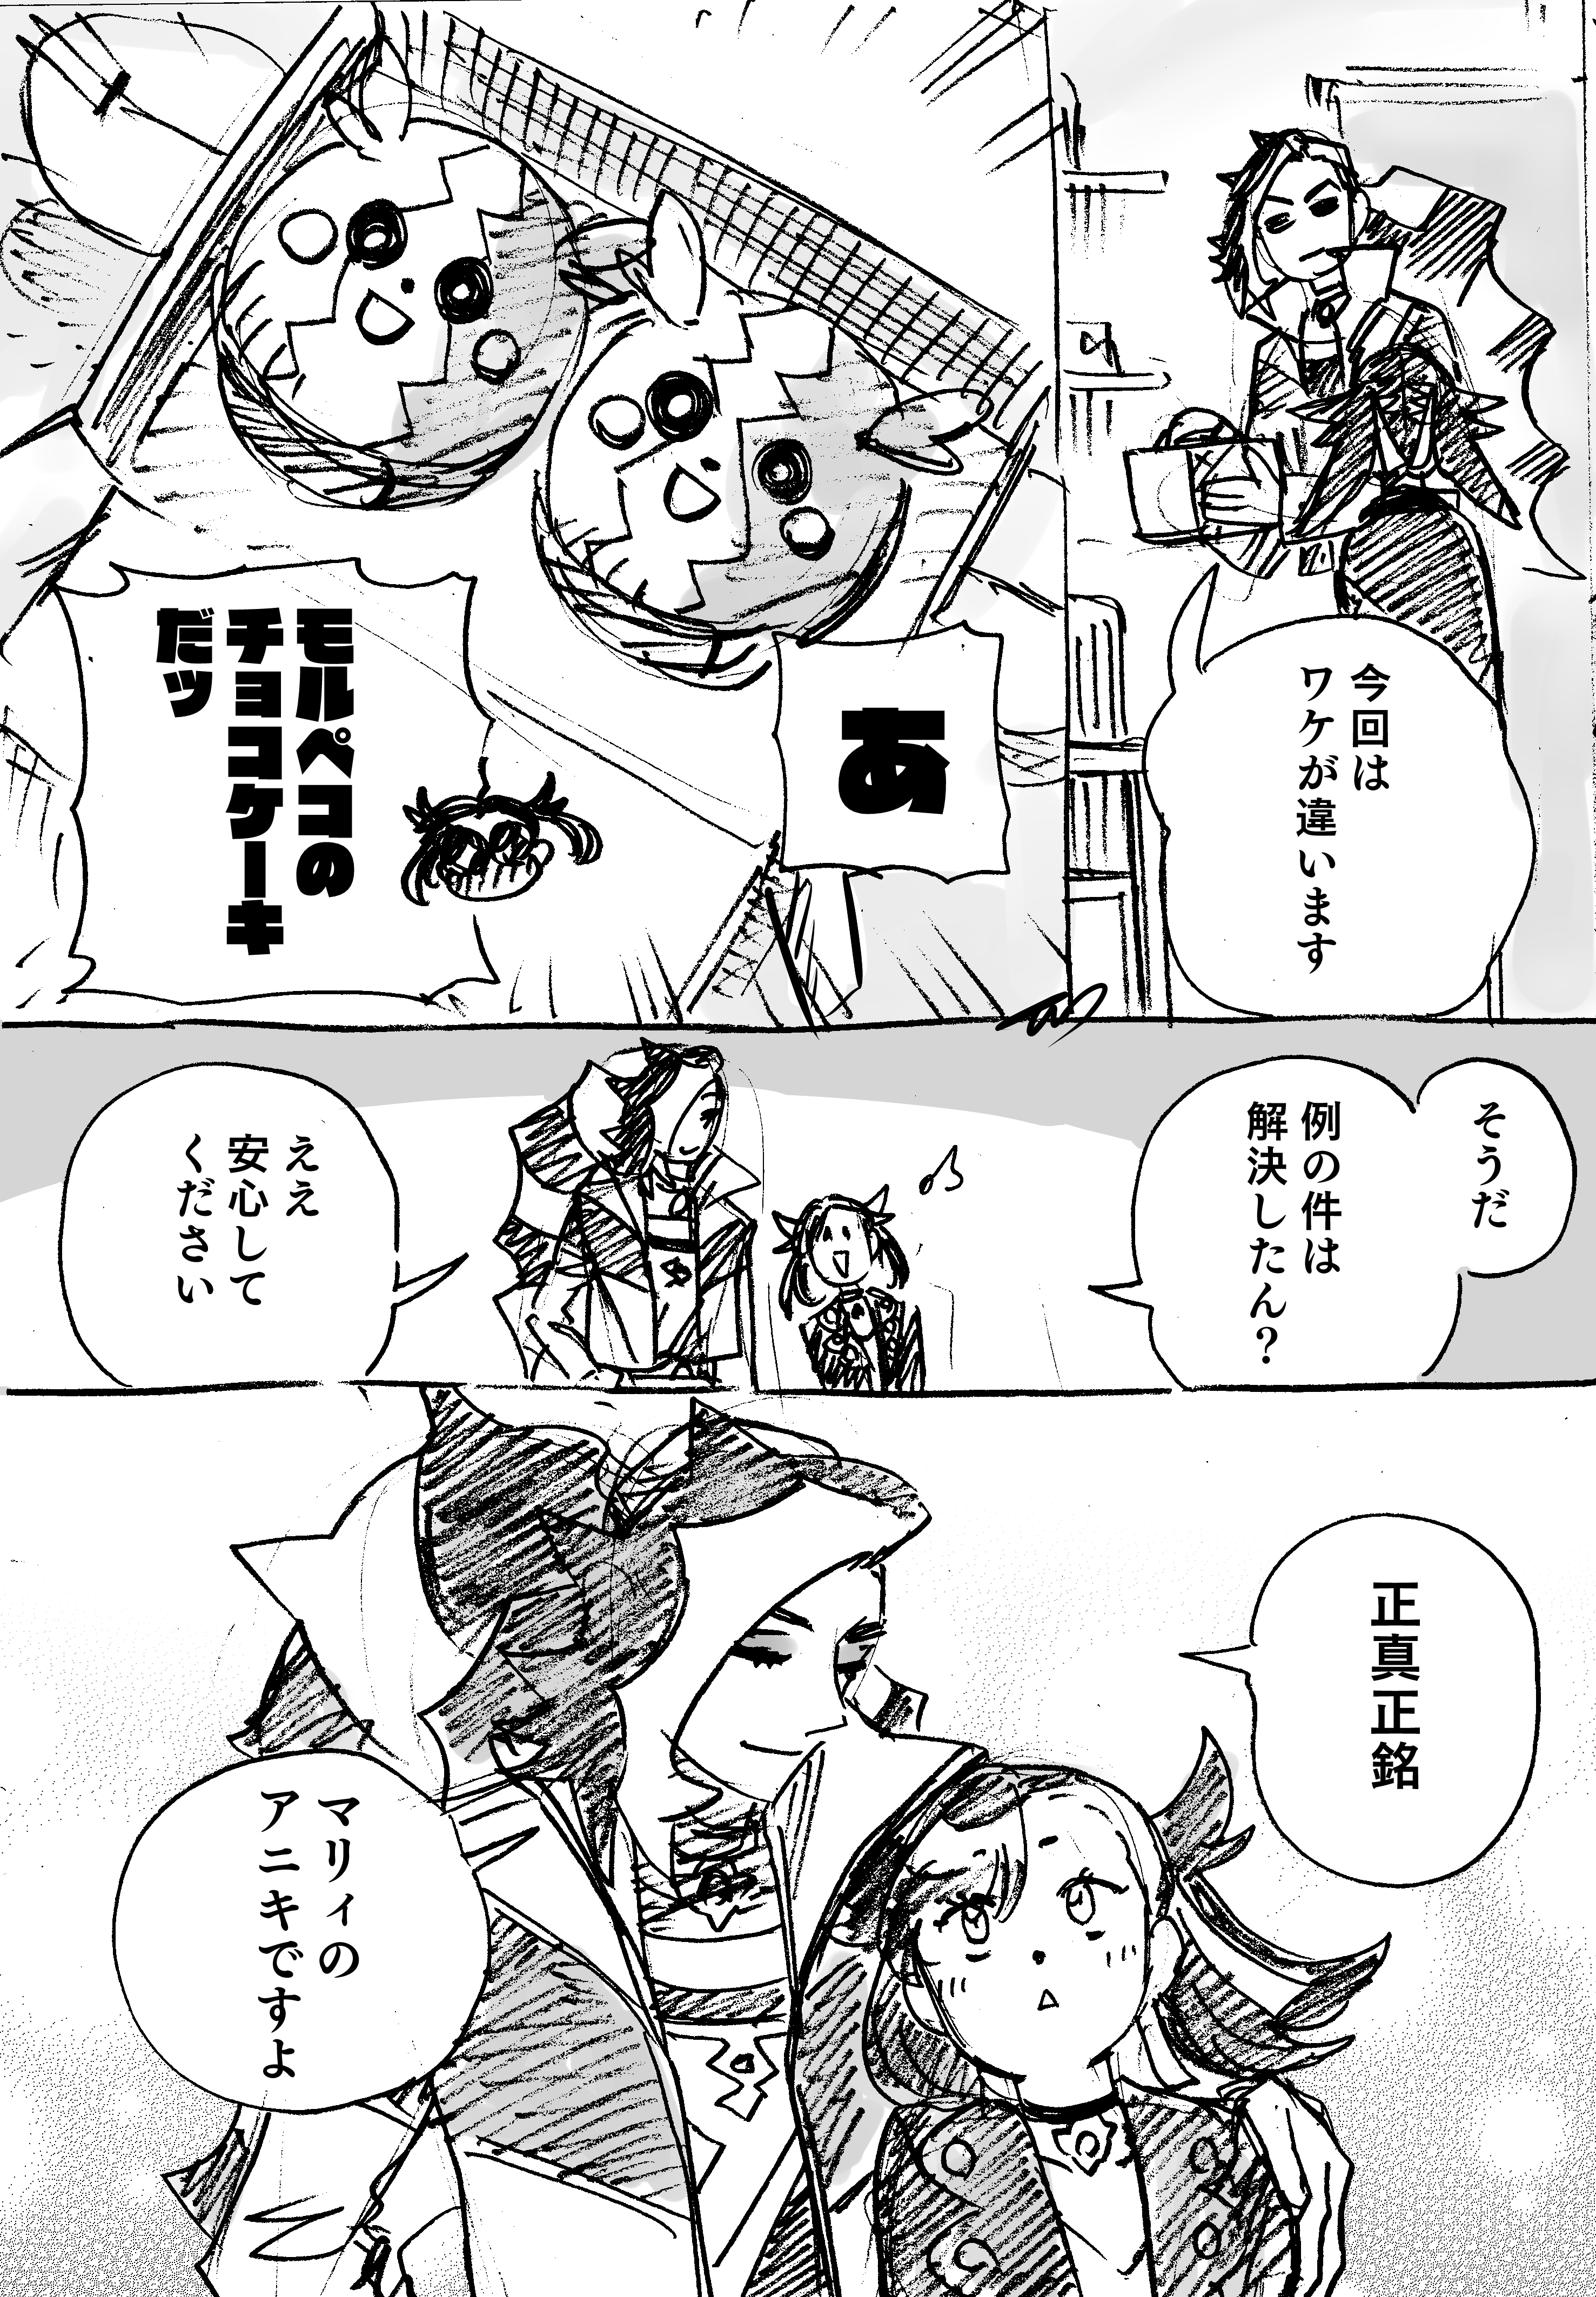 今回は
ワケが違います
あ
モルペコの
チョコケーキ
だッ
そうだ
例の件は
解決したん?
ええ
安心して
ください
正真正銘
マリィの
アニキですよ